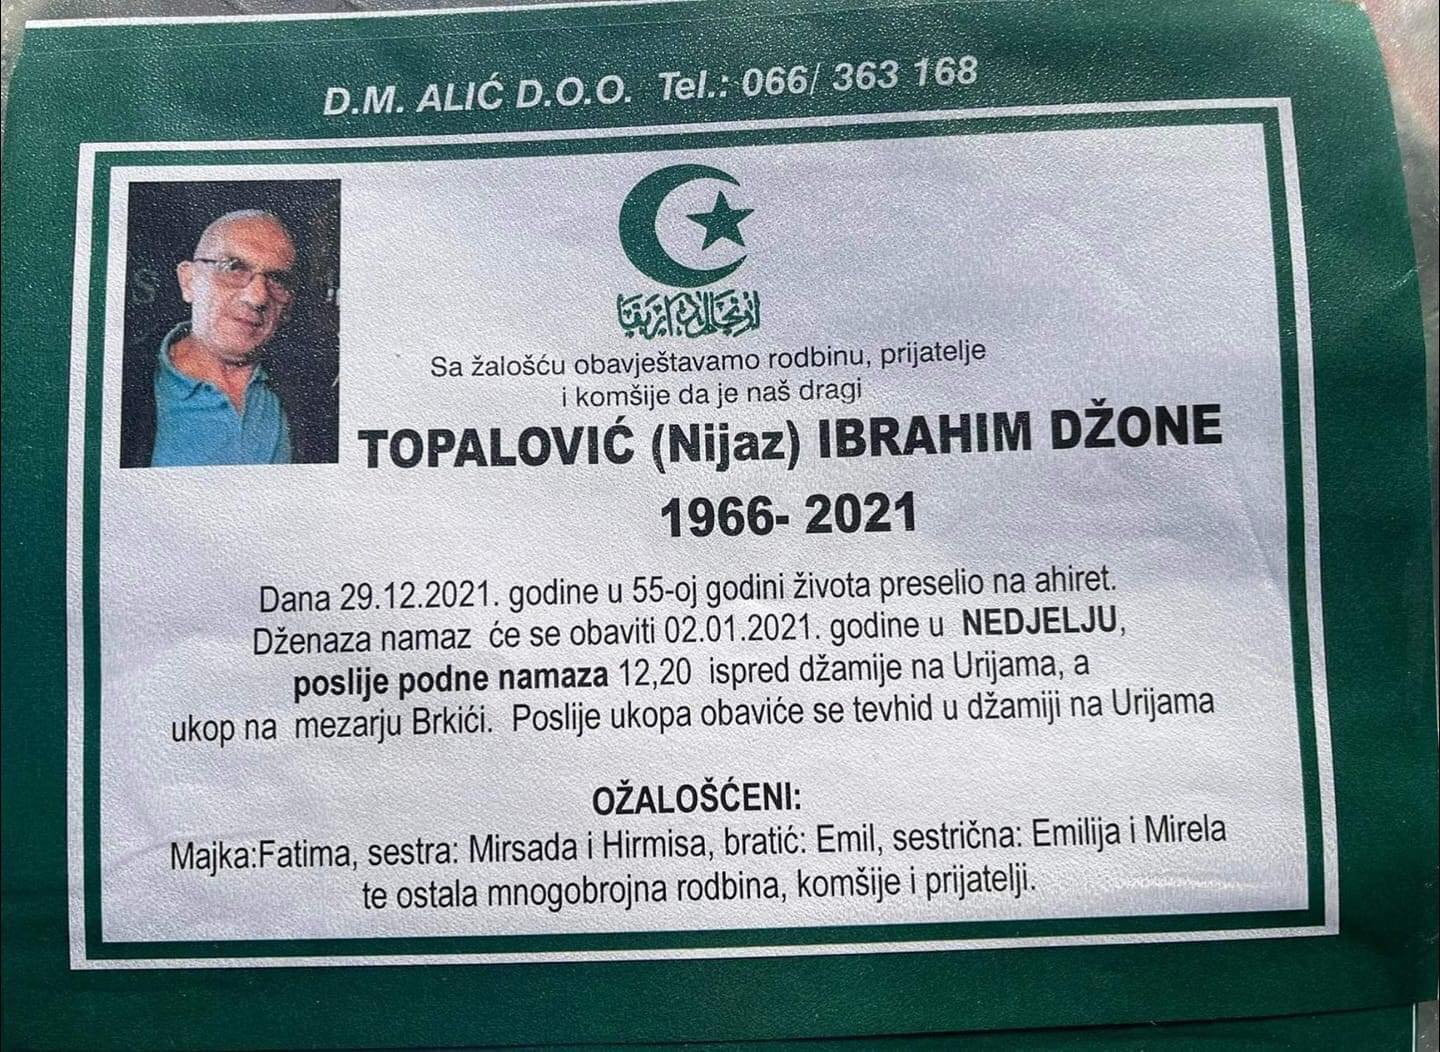 D.M. ALIĆ D.O.O. Tel.: 066/ 363 168
Sa žalošću obavještavamo rodbinu, prijatelje
i komšije da je naš dragi
TOPALOVIĆ (Nijaz) IBRAHIM DŽONE
1966- 2021
Dana 29.12.2021. godine u 55-oj godini života preselio na ahiret.
Dženaza namaz će se obaviti 02.01.2021. godine u NEDJELJU,
poslije podne namaza 12,20 ispred džamije na Urijama, a
ukop na mezarju Brkići. Poslije ukopa obaviće se tevhid u džamiji na Urijama
OŽALOŠĆENI:
Majka:Fatima, sestra: Mirsada i Hirmisa, bratić: Emil, sestrična: Emilija i Mirela
te ostala mnogobrojna rodbina, komšije i prijatelji.